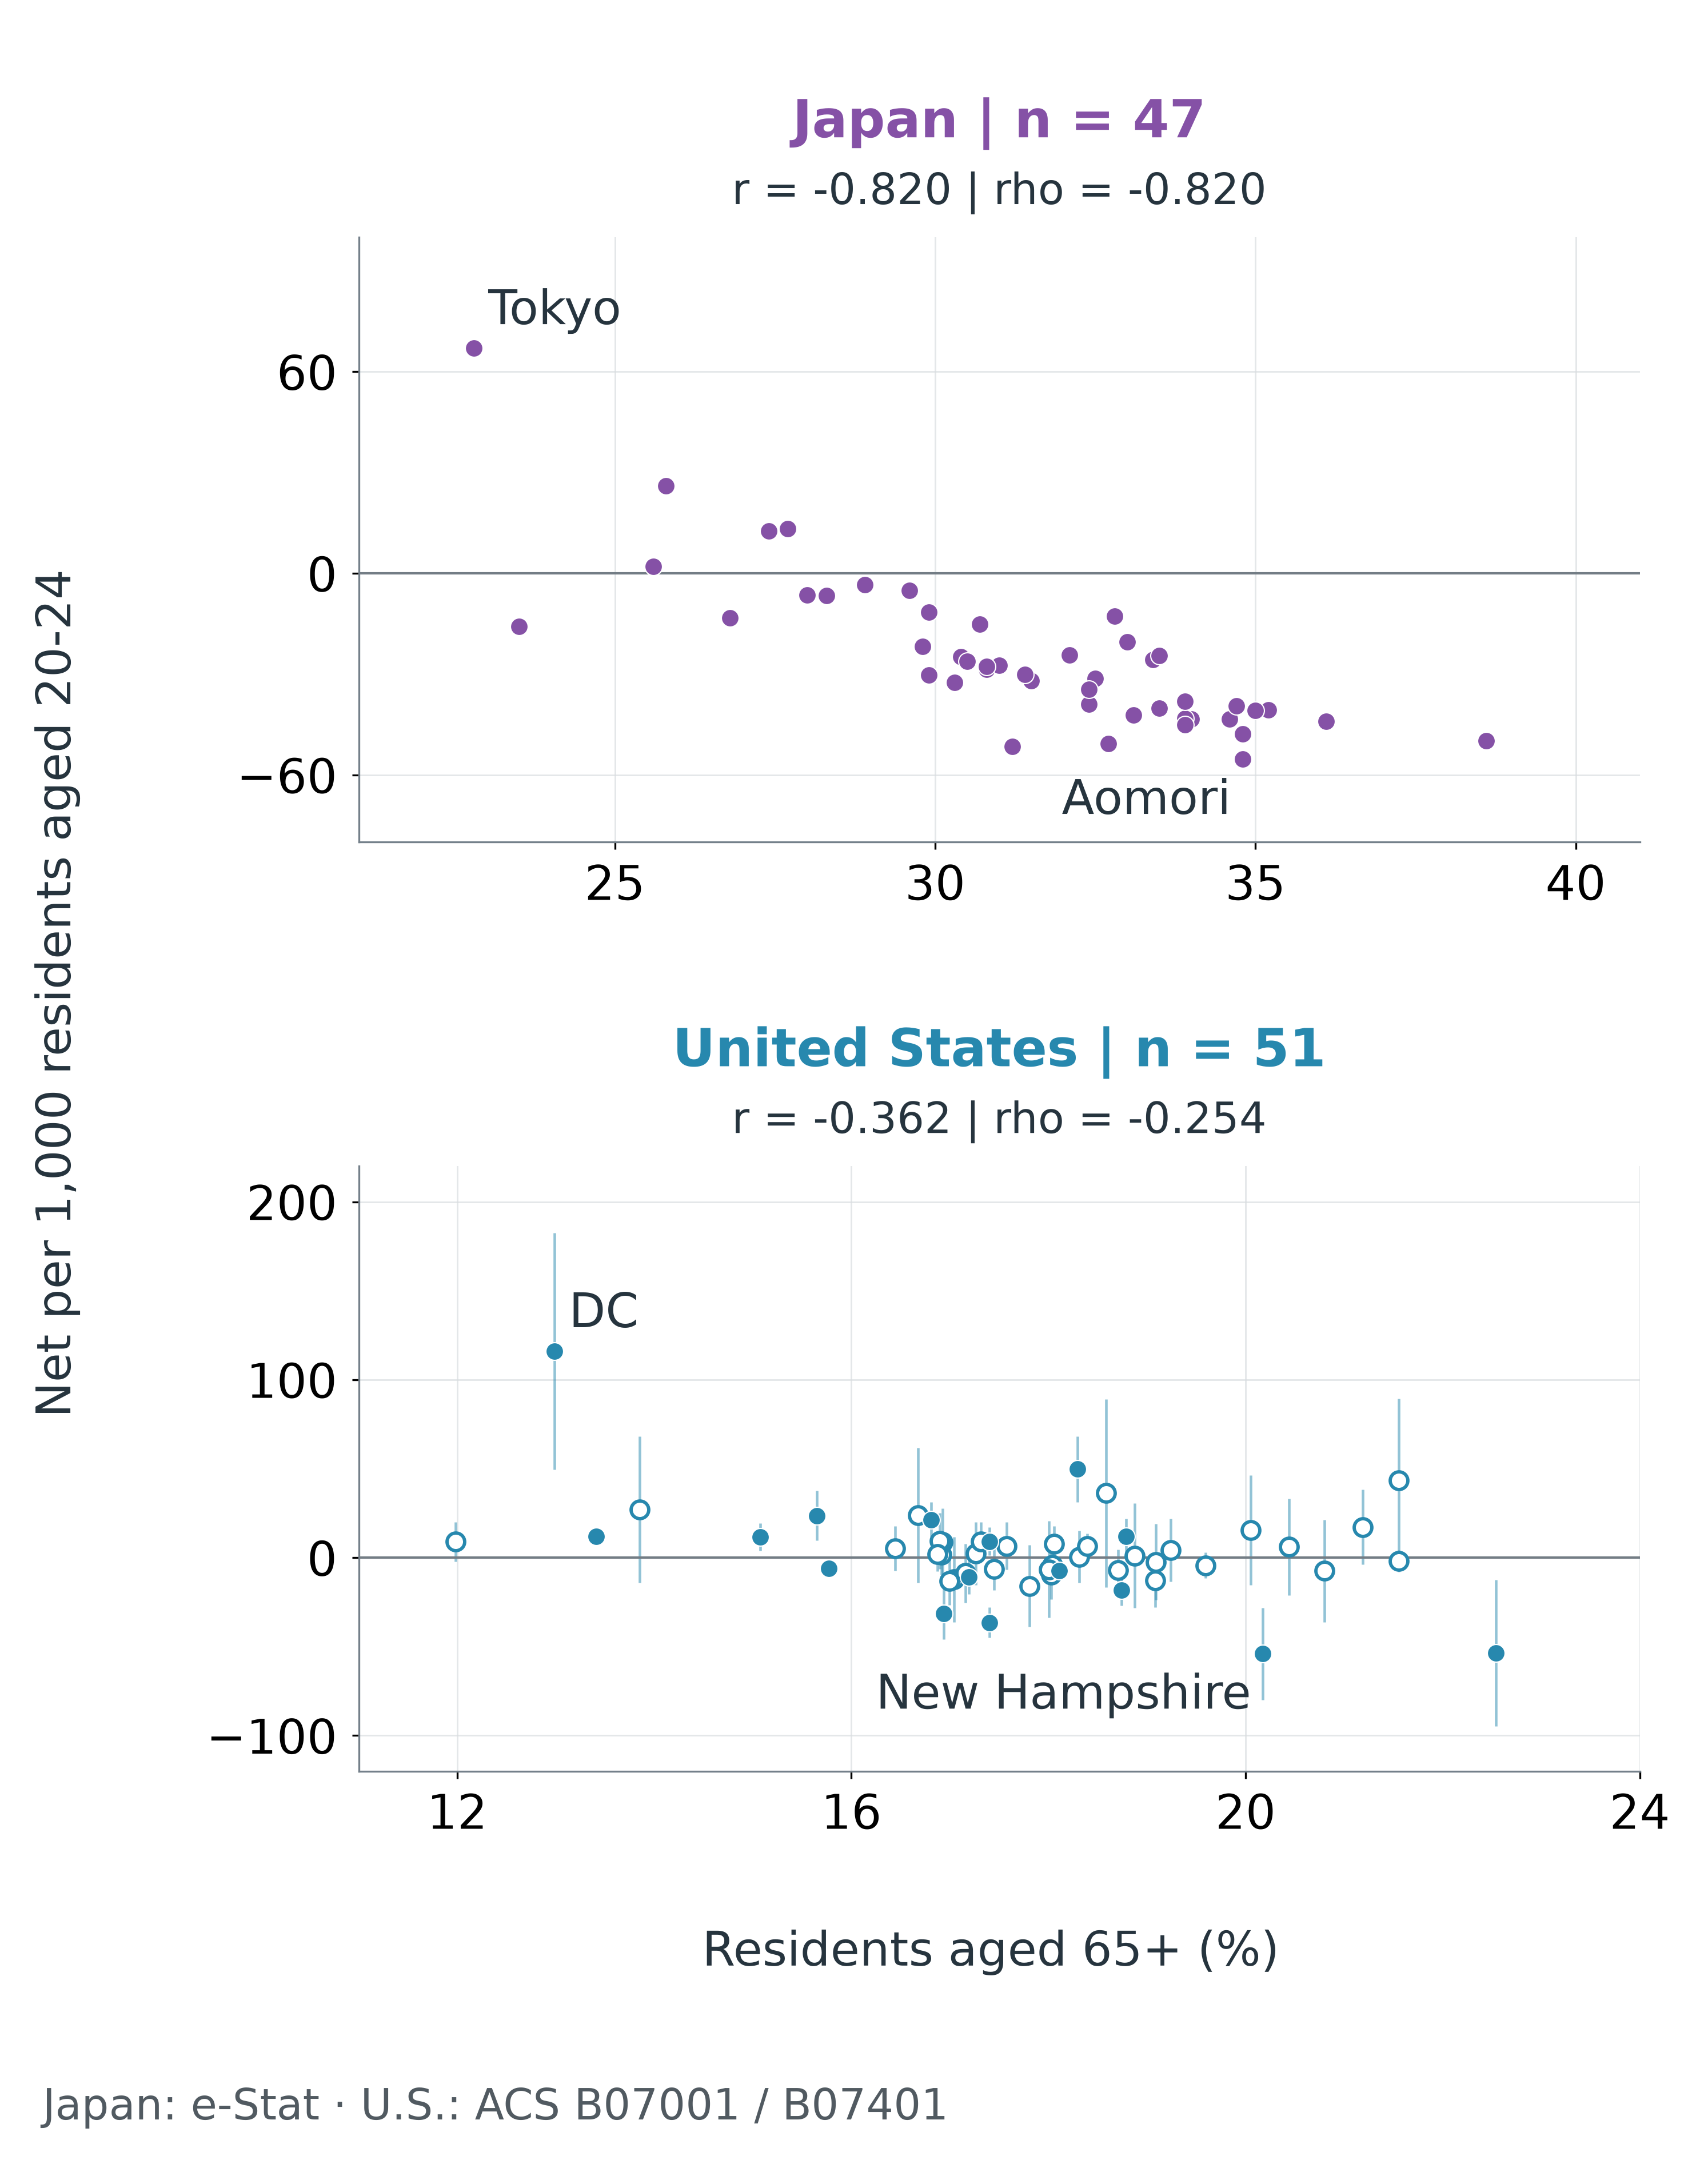 Japan | n = 47
r = -0.820 | rho = -0.820
Tokyo
60
0
−60
Aomori
25 30 35 40
Net per 1,000 residents aged 20-24
United States | n = 51
r = -0.362 | rho = -0.254
200
DC
100
0
New Hampshire
−100
12 16 20 24
Residents aged 65+ (%)
Japan: e-Stat · U.S.: ACS B07001 / B07401